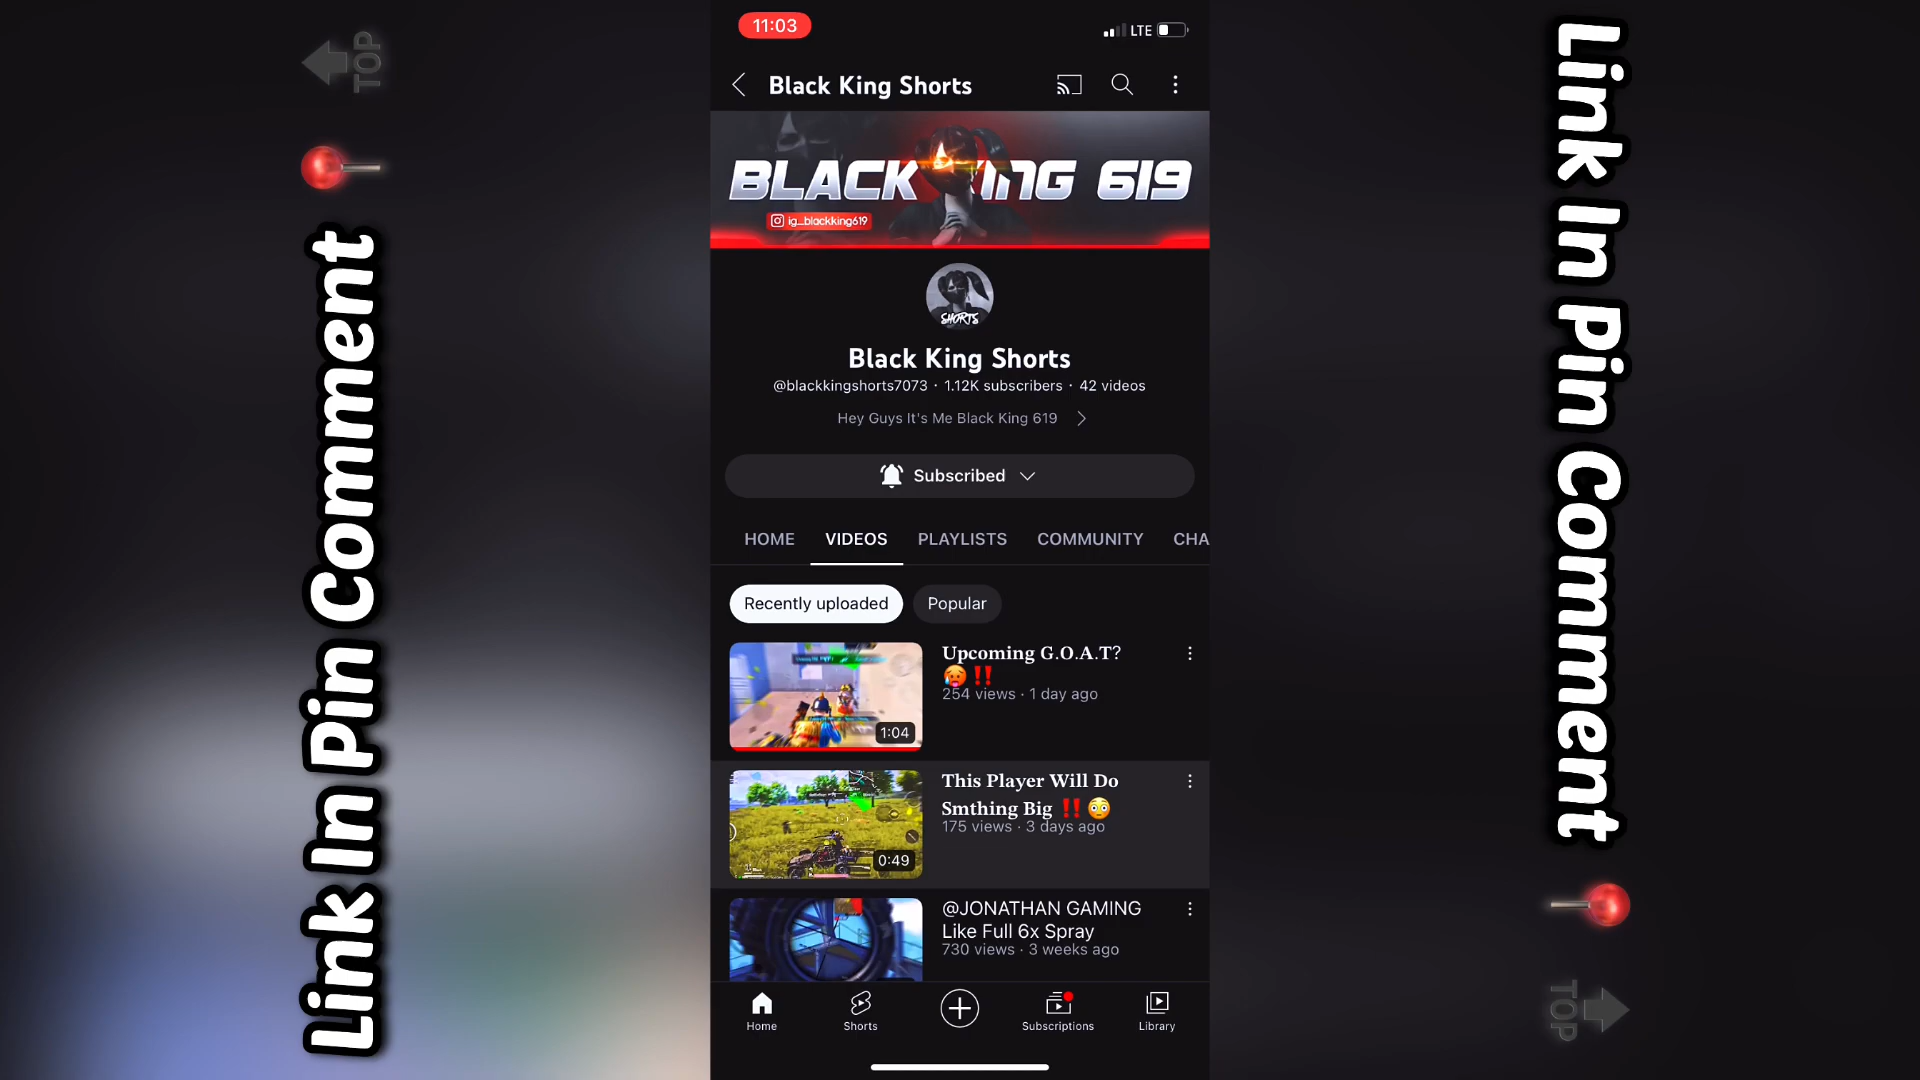 TOP
Link In Pin Comment
11:03
LTE
Black King Shorts
BLACK KING 619
ig_blackking619
SHORTS
Black King Shorts
@blackkingshorts7073 · 1.12K subscribers · 42 videos
Hey Guys It's Me Black King 619
Subscribed
HOME VIDEOS PLAYLISTS COMMUNITY CHA
Recently uploaded Popular
Upcoming G.O.A.T?
🥵‼️
254 views · 1 day ago
1:04
This Player Will Do
Smthing Big ‼️😳
175 views · 3 days ago
0:49
@JONATHAN GAMING
Like Full 6x Spray
730 views · 3 weeks ago
Home Shorts Subscriptions Library
Link In Pin Comment
TOP